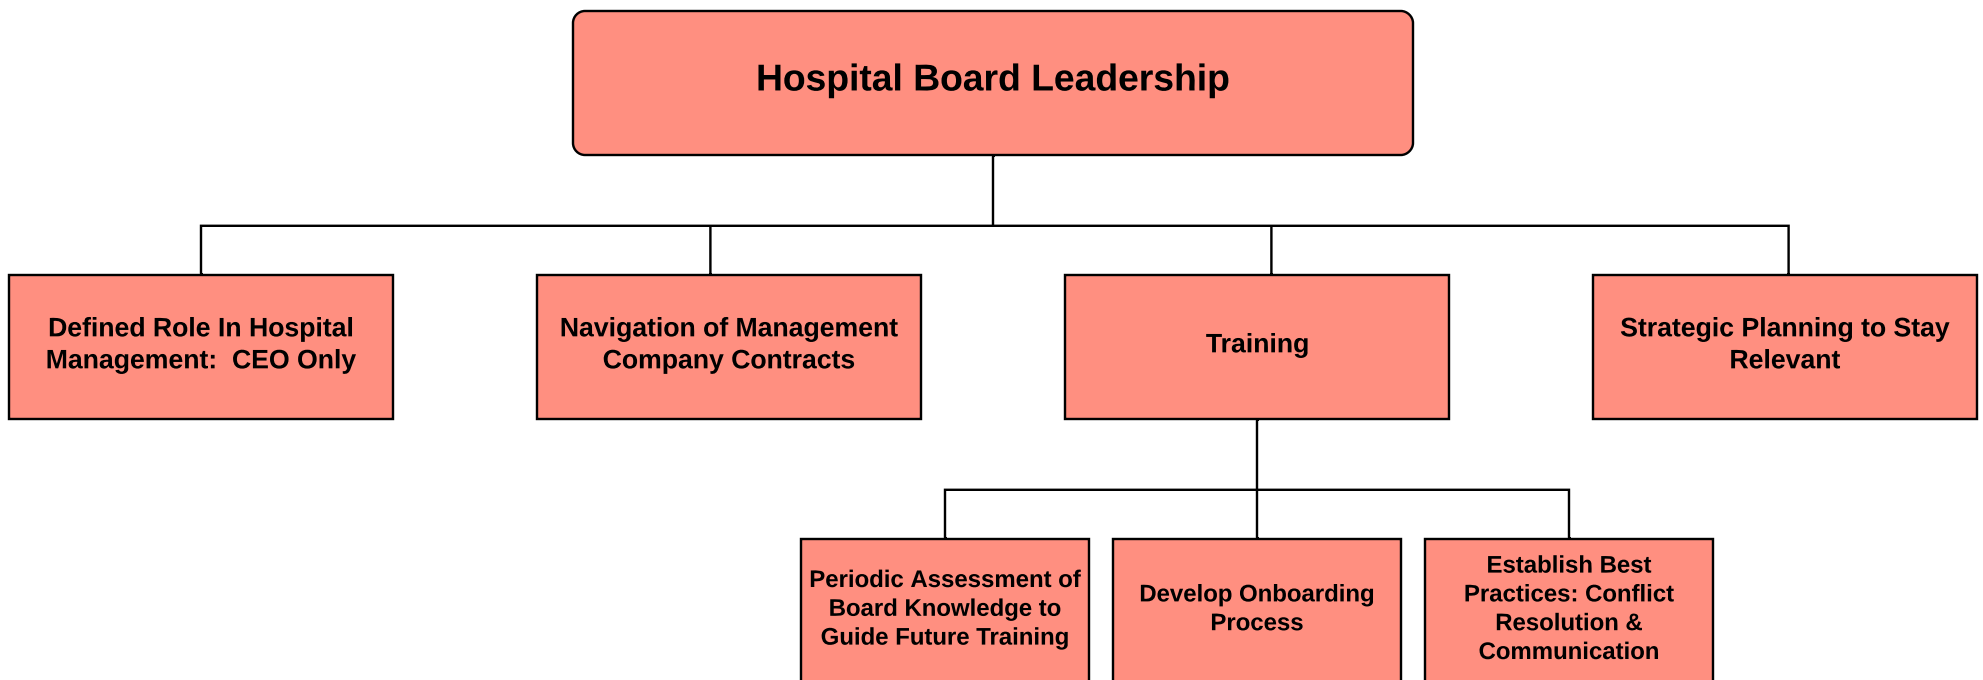 Hospital Board Leadership
Defined Role In Hospital
Management:  CEO Only
Navigation of Management
Company Contracts
Training
Strategic Planning to Stay
Relevant
Periodic Assessment of
Board Knowledge to
Guide Future Training
Develop Onboarding
Process
Establish Best
Practices: Conflict
Resolution &
Communication